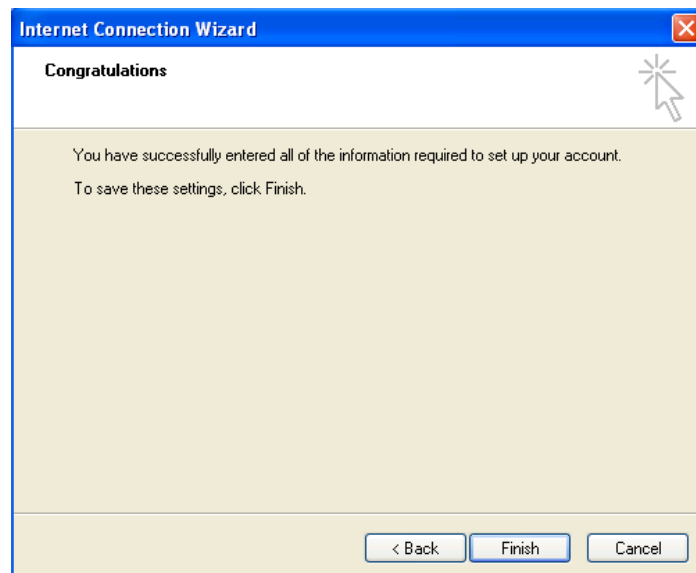 Internet Connection Wizard
Congratulations
You have successfully entered all of the information required to set up your account.
To save these settings, click Finish.
< Back Finish Cancel